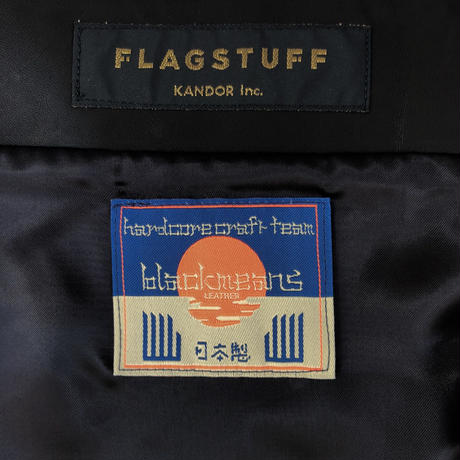 FLAGSTUFF
KANDOR Inc.
hardcore craft team
blackmeans
LEATHER
日本製